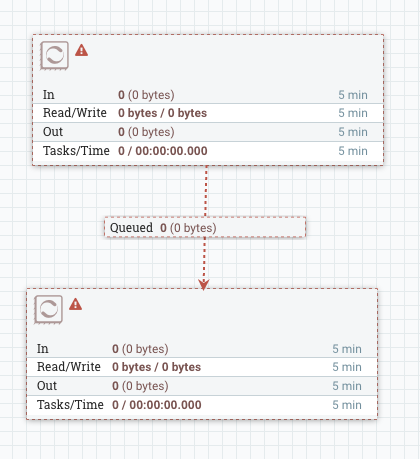 In 0 (0 bytes) 5 min
Read/Write 0 bytes / 0 bytes 5 min
Out 0 (0 bytes) 5 min
Tasks/Time 0 / 00:00:00.000 5 min
Queued 0 (0 bytes)
In 0 (0 bytes) 5 min
Read/Write 0 bytes / 0 bytes 5 min
Out 0 (0 bytes) 5 min
Tasks/Time 0 / 00:00:00.000 5 min